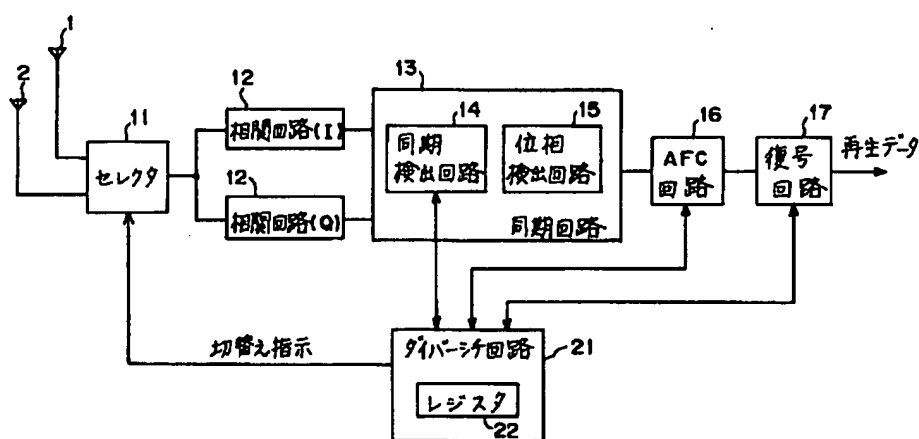 1
2
11
セレクタ
12
相関回路(I)
12
相関回路(Q)
13
14
同期
検出回路
15
位相
検出回路
同期回路
16
AFC
回路
17
復号
回路
再生データ
切替え指示
ダイバーシチ回路
21
レジスタ
22